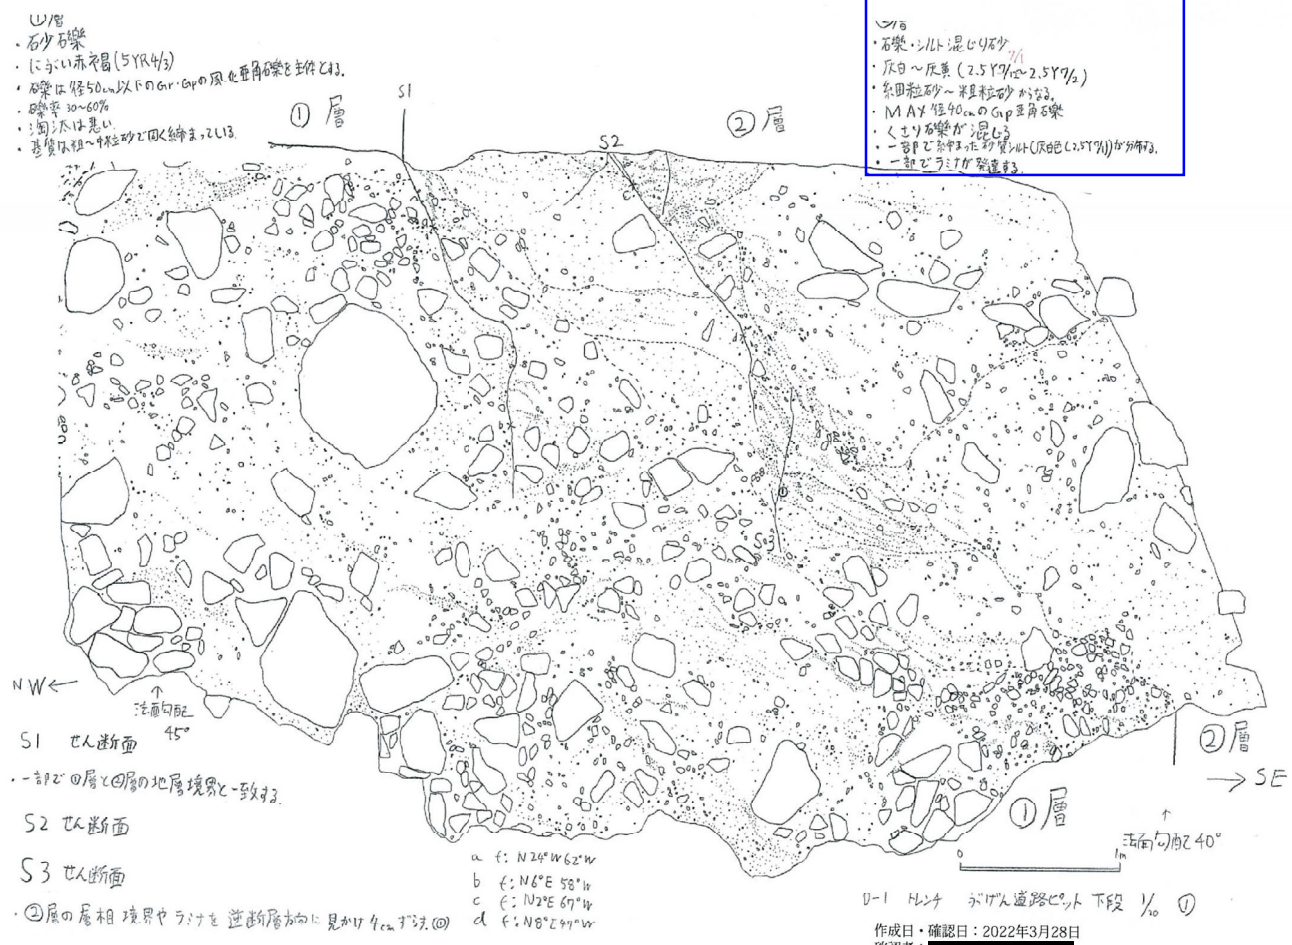 ①層
・砂礫
・にぶい赤褐(5YR4/3)
・礫は径50cm以下のGr・Gpの風化亜角礫を主体とする。
・礫率30~60%
・淘汰は悪い
・基質は粗~中粒砂で固く締まっている
S1
①層
S2
②層
②層
・礫・シルト混じり砂
7/1
・灰白~灰黄(2.5Y7/1~2.5Y7/2)
・細粒砂~粗粒砂からなる。
・MAX径40cmのGp亜角礫
・くさり礫が混じる
・一部で締まった砂質シルト(灰白色(2.5Y7/1))が分布する。
・一部でラミナが発達する。
S3
NW←
↑
法面勾配
45°
S1 せん断面
・一部で①層と②層の地層境界と一致する。
S2 せん断面
S3 せん断面
・②層の層相境界やラミナを逆断層方向に見かけ4cmずらす。
a f:N24°W62°W
b f:N6°E 58°W
c f:N2°E 67°W
d f:N8°E47°W
②層
→SE
①層
↑
法面勾配40°
0 1m
D-1 トレンチ ぶげん道路ピット 下段 1/20 ①
作成日・確認日:2022年3月28日